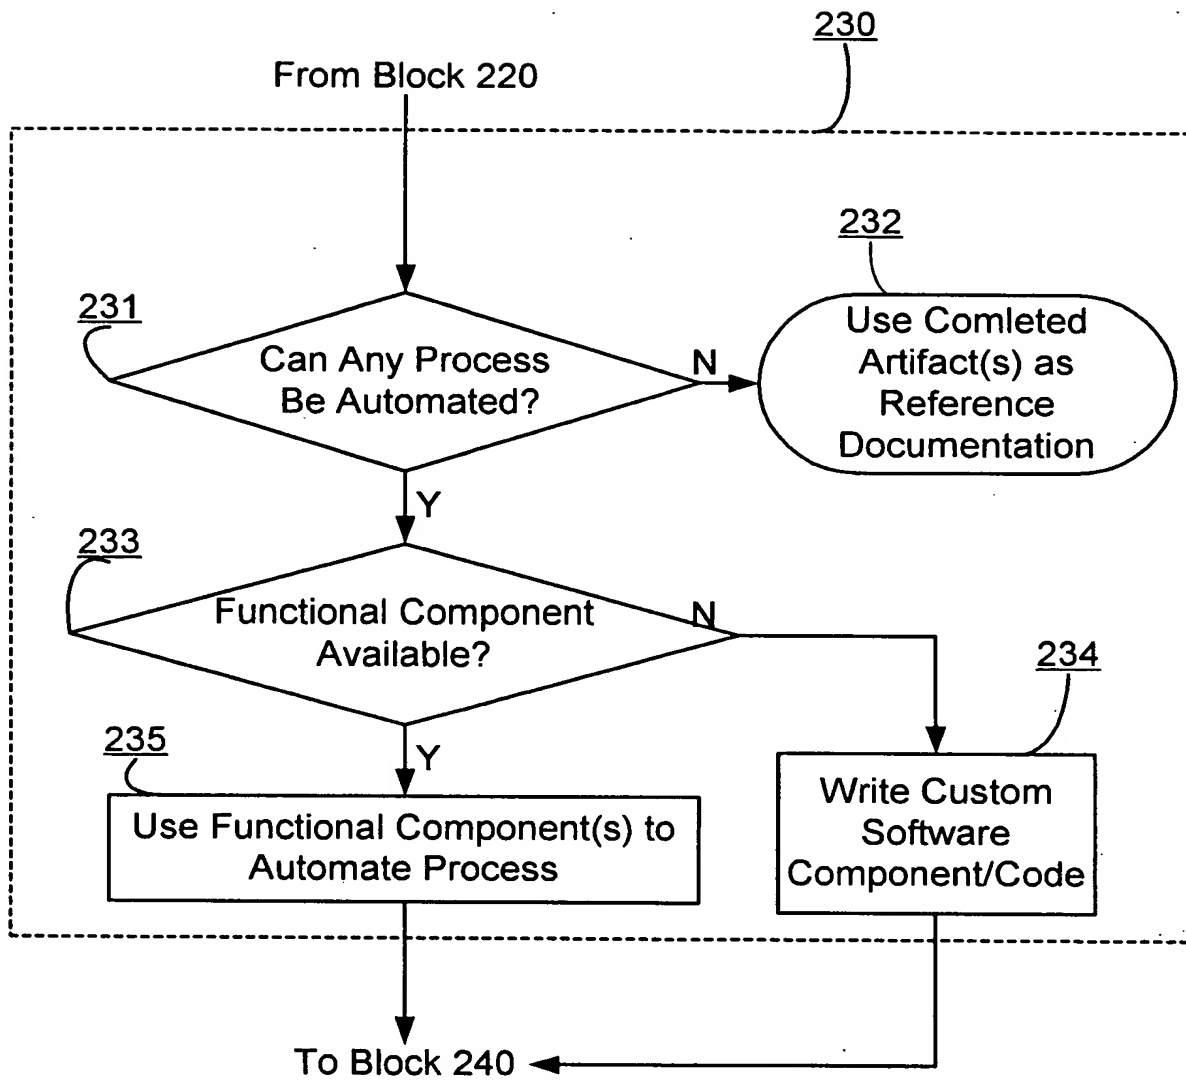 230
From Block 220
232
231
Can Any Process
Be Automated?
N
Use Comleted
Artifact(s) as
Reference
Documentation
Y
233
Functional Component
Available?
N
234
235
Y
Use Functional Component(s) to
Automate Process
Write Custom
Software
Component/Code
To Block 240